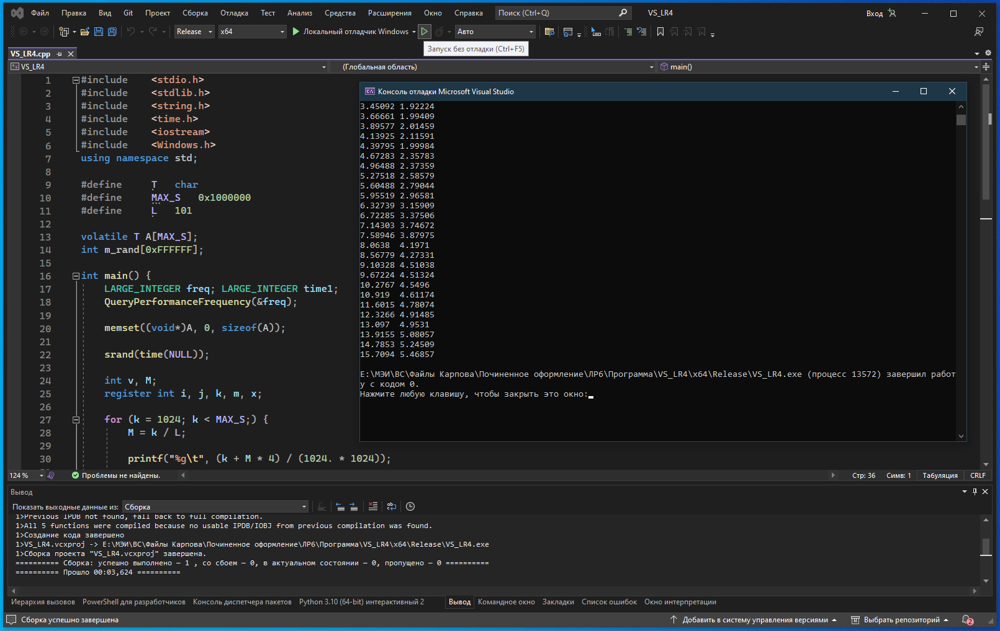 Файл Правка Вид Git Проект Сборка Отладка Тест Анализ Средства Расширения Окно Справка Поиск (Ctrl+Q) VS_LR4 Вход
Release x64 Локальный отладчик Windows Авто
Запуск без отладки (Ctrl+F5)
VS_LR4.cpp
VS_LR4 (Глобальная область) main()
1 #include <stdio.h>
2 #include <stdlib.h>
3 #include <string.h>
4 #include <time.h>
5 #include <iostream>
6 #include <Windows.h>
7 using namespace std;
8
9 #define T char
10 #define MAX_S 0x1000000
11 #define L 101
12
13 volatile T A[MAX_S];
14 int m_rand[0xFFFFFF];
15
16 int main() {
17 LARGE_INTEGER freq; LARGE_INTEGER time1;
18 QueryPerformanceFrequency(&freq);
19
20 memset((void*)A, 0, sizeof(A));
21
22 srand(time(NULL));
23
24 int v, M;
25 register int i, j, k, m, x;
26
27 for (k = 1024; k < MAX_S;) {
28 M = k / L;
29
30 printf("%g\t", (k + M * 4) / (1024. * 1024));
Консоль отладки Microsoft Visual Studio
3.45092 1.92224
3.66661 1.99409
3.89577 2.01459
4.13925 2.11591
4.39795 1.99984
4.67283 2.35783
4.96488 2.37359
5.27518 2.58579
5.60488 2.79044
5.95519 2.96581
6.32739 3.15909
6.72285 3.37506
7.14303 3.74672
7.58946 3.87975
8.0638 4.1971
8.56779 4.27331
9.10328 4.51038
9.67224 4.51324
10.2767 4.5496
10.919 4.61174
11.6015 4.78074
12.3266 4.91485
13.097 4.9531
13.9155 5.08057
14.7853 5.24509
15.7094 5.46857
E:\МЭИ\ВС\Файлы Карпова\Починенное оформление\ЛР6\Программа\VS_LR4\x64\Release\VS_LR4.exe (процесс 13572) завершил работ
у с кодом 0.
Нажмите любую клавишу, чтобы закрыть это окно:
124 % Проблемы не найдены. Стр: 36 Симв: 1 Табуляция CRLF
Вывод
Показать выходные данные из: Сборка
1>Previous IPDB not found, fall back to full compilation.
1>All 5 functions were compiled because no usable IPDB/IOBJ from previous compilation was found.
1>Создание кода завершено
1>VS_LR4.vcxproj -> E:\МЭИ\ВС\Файлы Карпова\Починенное оформление\ЛР6\Программа\VS_LR4\x64\Release\VS_LR4.exe
1>Сборка проекта "VS_LR4.vcxproj" завершена.
========== Сборка: успешно выполнено — 1 , со сбоем — 0, в актуальном состоянии — 0, пропущено — 0 ==========
========== Прошло 00:03,624 ==========
Иерархия вызовов PowerShell для разработчиков Консоль диспетчера пакетов Python 3.10 (64-bit) интерактивный 2 Вывод Командное окно Закладки Список ошибок Окно интерпретации
Сборка успешно завершена Добавить в систему управления версиями Выбрать репозиторий 2